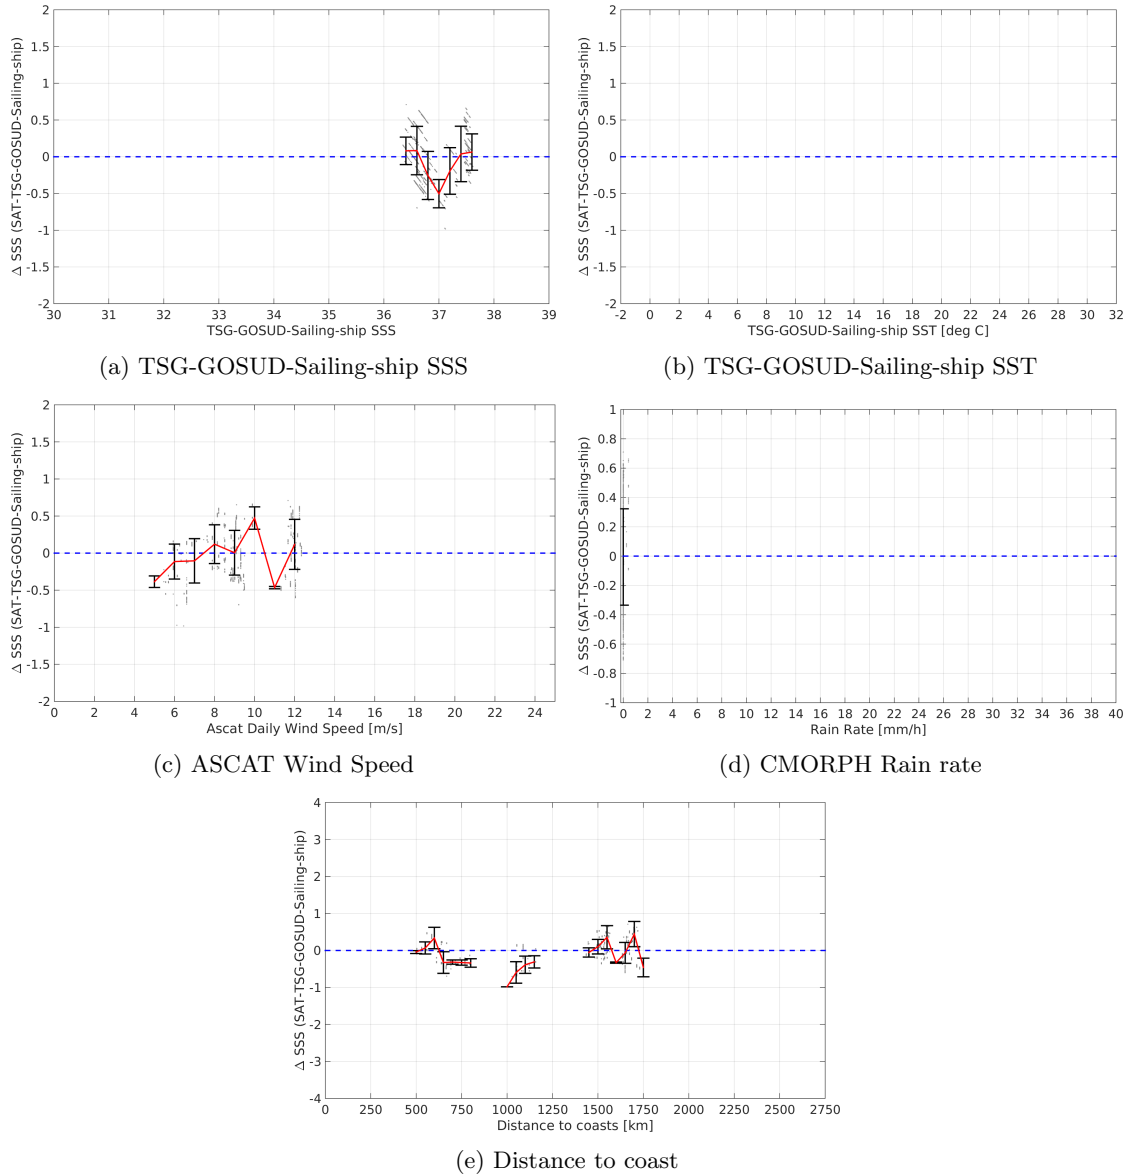 2
1.5
1
0.5
0
-0.5
-1
-1.5
-2
Δ SSS (SAT-TSG-GOSUD-Sailing-ship)
30 31 32 33 34 35 36 37 38 39
TSG-GOSUD-Sailing-ship SSS
(a) TSG-GOSUD-Sailing-ship SSS
2
1.5
1
0.5
0
-0.5
-1
-1.5
-2
Δ SSS (SAT-TSG-GOSUD-Sailing-ship)
-2 0 2 4 6 8 10 12 14 16 18 20 22 24 26 28 30 32
TSG-GOSUD-Sailing-ship SST [deg C]
(b) TSG-GOSUD-Sailing-ship SST
2
1.5
1
0.5
0
-0.5
-1
-1.5
-2
Δ SSS (SAT-TSG-GOSUD-Sailing-ship)
0 2 4 6 8 10 12 14 16 18 20 22 24
Ascat Daily Wind Speed [m/s]
(c) ASCAT Wind Speed
1
0.8
0.6
0.4
0.2
0
-0.2
-0.4
-0.6
-0.8
-1
Δ SSS (SAT-TSG-GOSUD-Sailing-ship)
0 2 4 6 8 10 12 14 16 18 20 22 24 26 28 30 32 34 36 38 40
Rain Rate [mm/h]
(d) CMORPH Rain rate
4
3
2
1
0
-1
-2
-3
-4
Δ SSS (SAT-TSG-GOSUD-Sailing-ship)
0 250 500 750 1000 1250 1500 1750 2000 2250 2500 2750
Distance to coasts [km]
(e) Distance to coast